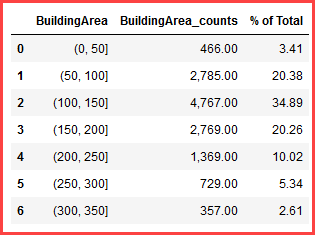 BuildingArea BuildingArea_counts % of Total
0 (0, 50] 466.00 3.41
1 (50, 100] 2,785.00 20.38
2 (100, 150] 4,767.00 34.89
3 (150, 200] 2,769.00 20.26
4 (200, 250] 1,369.00 10.02
5 (250, 300] 729.00 5.34
6 (300, 350] 357.00 2.61